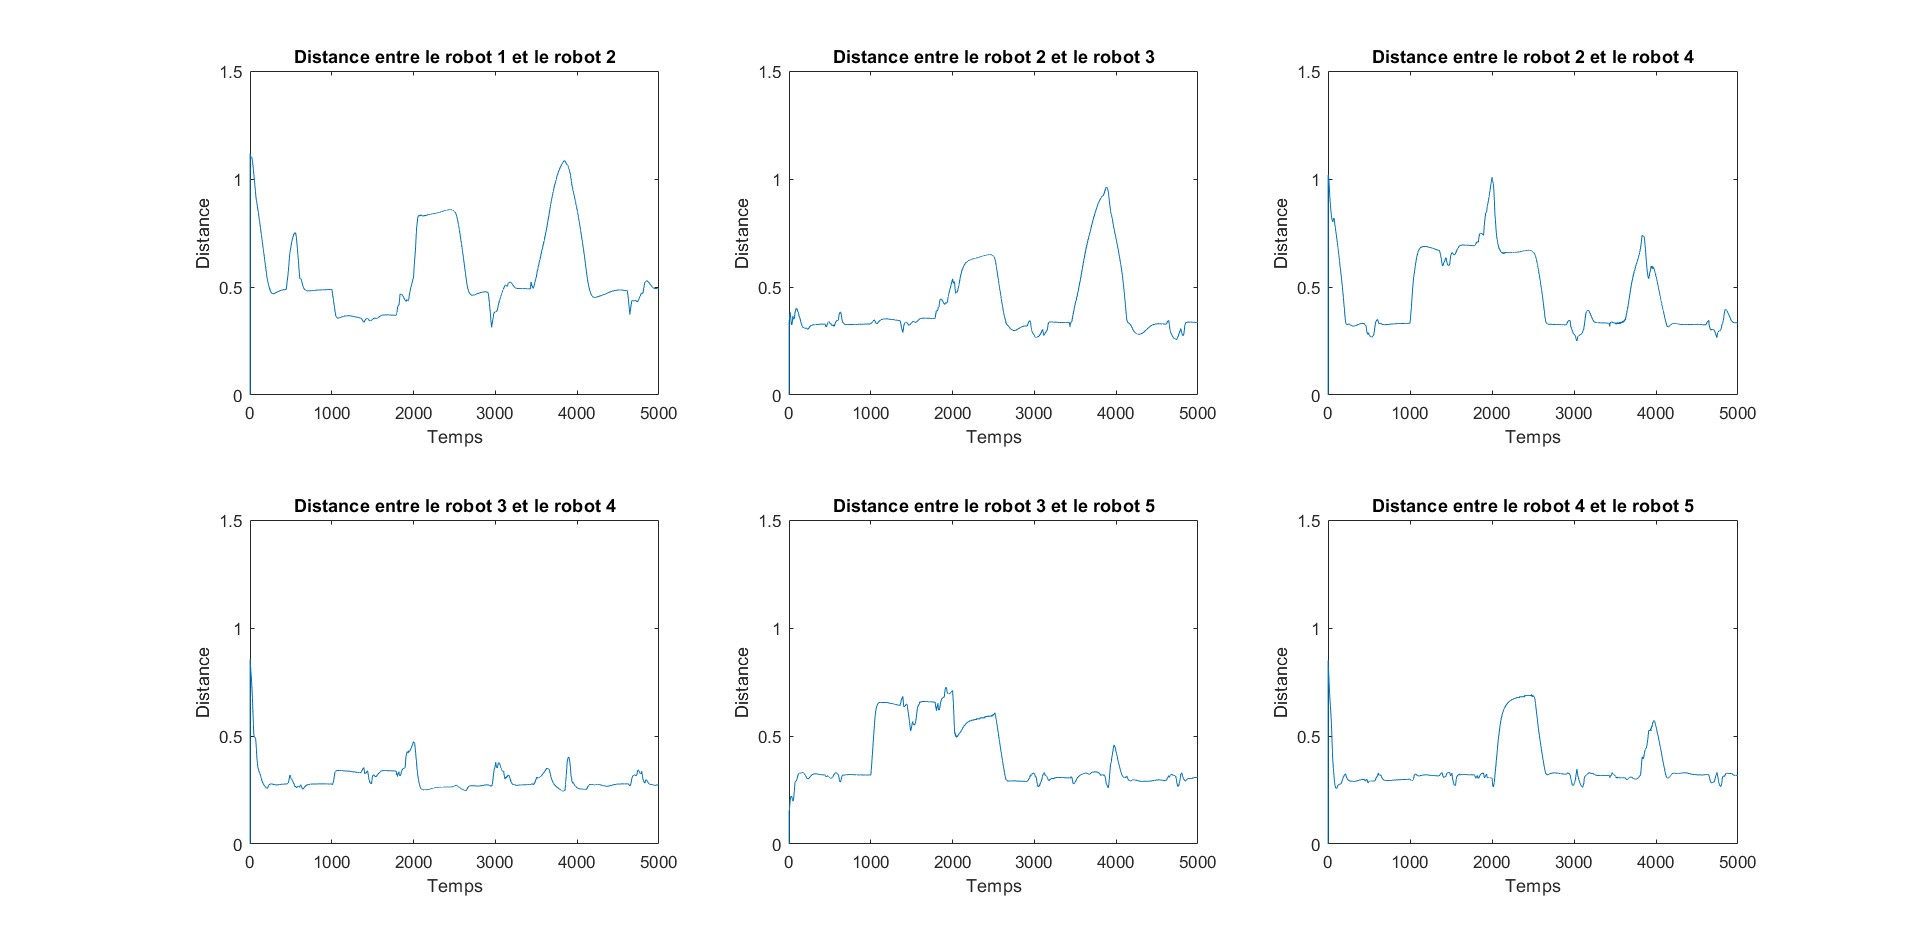 Distance entre le robot 1 et le robot 2
1.5
1
0.5
0
Distance
0 1000 2000 3000 4000 5000
Temps
Distance entre le robot 2 et le robot 3
1.5
1
0.5
0
Distance
0 1000 2000 3000 4000 5000
Temps
Distance entre le robot 2 et le robot 4
1.5
1
0.5
0
Distance
0 1000 2000 3000 4000 5000
Temps
Distance entre le robot 3 et le robot 4
1.5
1
0.5
0
Distance
0 1000 2000 3000 4000 5000
Temps
Distance entre le robot 3 et le robot 5
1.5
1
0.5
0
Distance
0 1000 2000 3000 4000 5000
Temps
Distance entre le robot 4 et le robot 5
1.5
1
0.5
0
Distance
0 1000 2000 3000 4000 5000
Temps